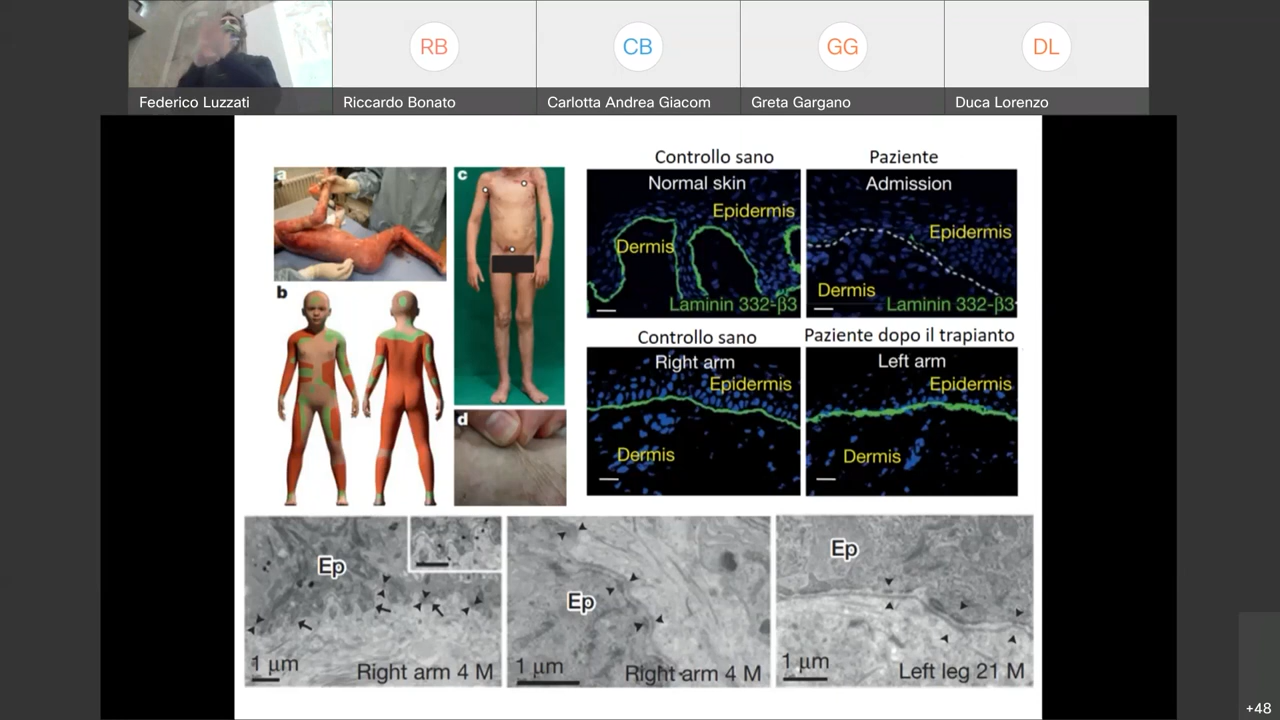 RB
CB
GG
DL
Federico Luzzati
Riccardo Bonato
Carlotta Andrea Giacom
Greta Gargano
Duca Lorenzo
Controllo sano
Paziente
a
c
Normal skin
Epidermis
Dermis
Laminin 332-β3
Admission
Epidermis
Dermis
Laminin 332-β3
b
d
Controllo sano
Paziente dopo il trapianto
Right arm
Epidermis
Dermis
Left arm
Epidermis
Dermis
Ep
1 μm
Right arm 4 M
Ep
1 μm
Right arm 4 M
Ep
1 μm
Left leg 21 M
+48